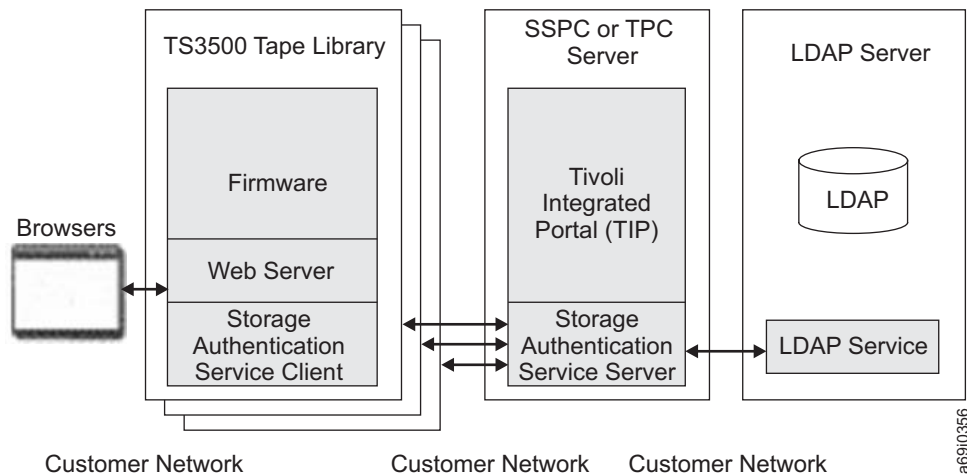 TS3500 Tape Library
SSPC or TPC
Server
LDAP Server
Firmware
Tivoli
Integrated
Portal (TIP)
LDAP
Browsers
Web Server
Storage
Authentication
Service Client
Storage
Authentication
Service Server
LDAP Service
Customer Network
Customer Network
Customer Network
a69i0356